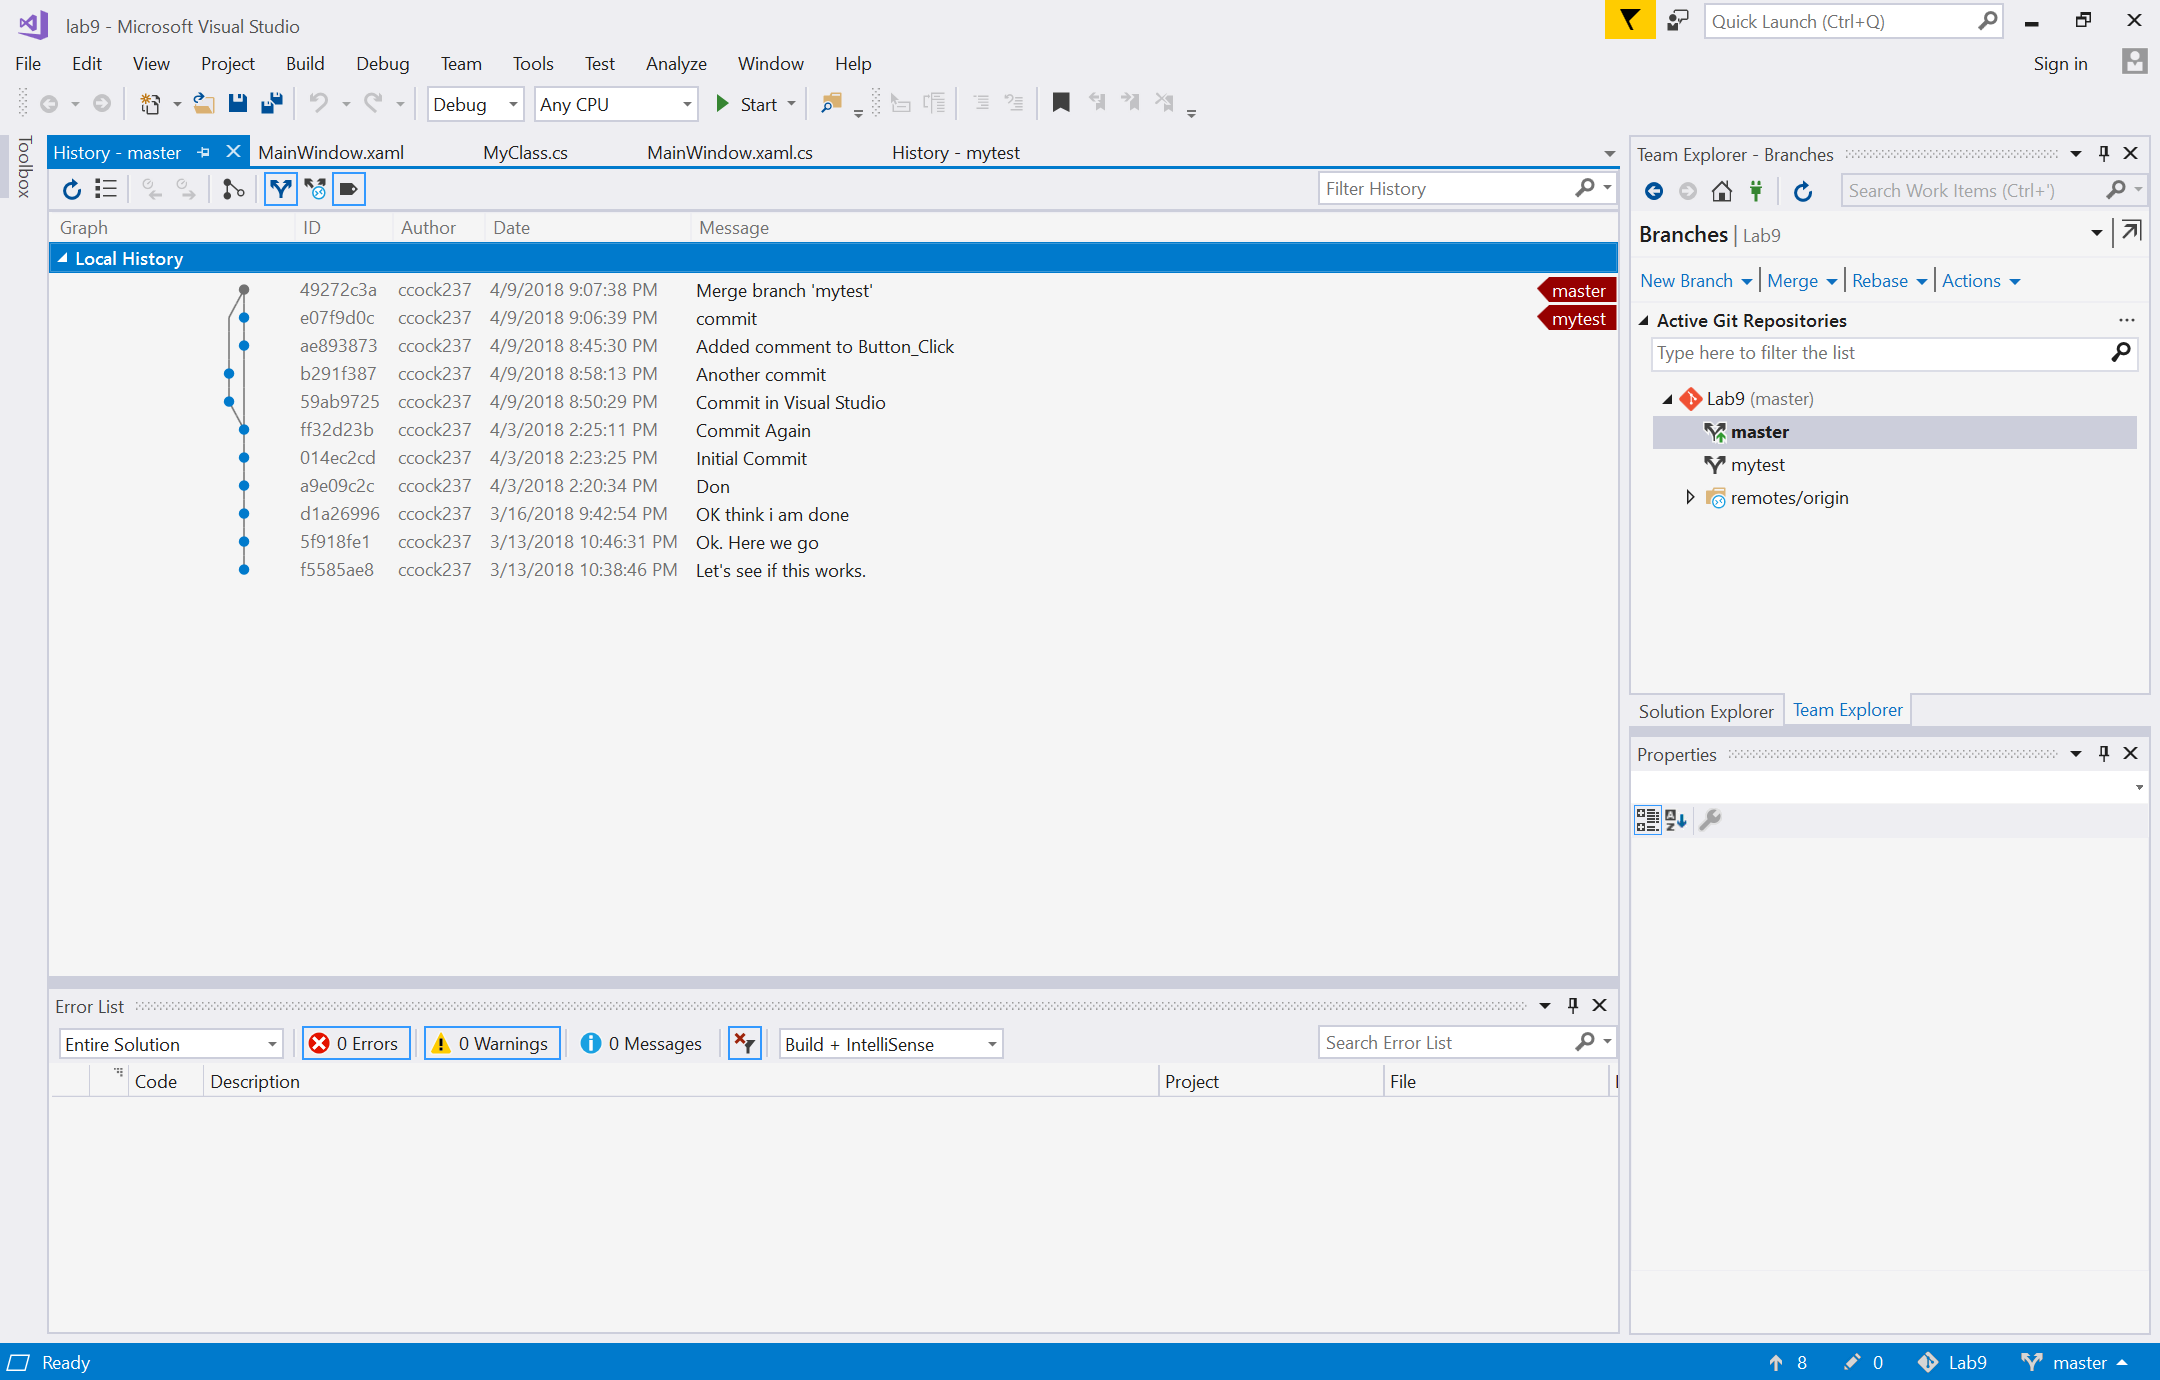 lab9 - Microsoft Visual Studio
Quick Launch (Ctrl+Q)
File Edit View Project Build Debug Team Tools Test Analyze Window Help
Sign in
Debug Any CPU Start
Toolbox
History - master MainWindow.xaml MyClass.cs MainWindow.xaml.cs History - mytest
Filter History
Graph ID Author Date Message
Local History
49272c3a ccock237 4/9/2018 9:07:38 PM Merge branch 'mytest' master
e07f9d0c ccock237 4/9/2018 9:06:39 PM commit mytest
ae893873 ccock237 4/9/2018 8:45:30 PM Added comment to Button_Click
b291f387 ccock237 4/9/2018 8:58:13 PM Another commit
59ab9725 ccock237 4/9/2018 8:50:29 PM Commit in Visual Studio
ff32d23b ccock237 4/3/2018 2:25:11 PM Commit Again
014ec2cd ccock237 4/3/2018 2:23:25 PM Initial Commit
a9e09c2c ccock237 4/3/2018 2:20:34 PM Don
d1a26996 ccock237 3/16/2018 9:42:54 PM OK think i am done
5f918fe1 ccock237 3/13/2018 10:46:31 PM Ok. Here we go
f5585ae8 ccock237 3/13/2018 10:38:46 PM Let's see if this works.
Team Explorer - Branches
Search Work Items (Ctrl+')
Branches | Lab9
New Branch Merge Rebase Actions
Active Git Repositories
Type here to filter the list
Lab9 (master)
master
mytest
remotes/origin
Solution Explorer Team Explorer
Properties
Error List
Entire Solution 0 Errors 0 Warnings 0 Messages Build + IntelliSense
Search Error List
Code Description Project File
Ready
8 0 Lab9 master